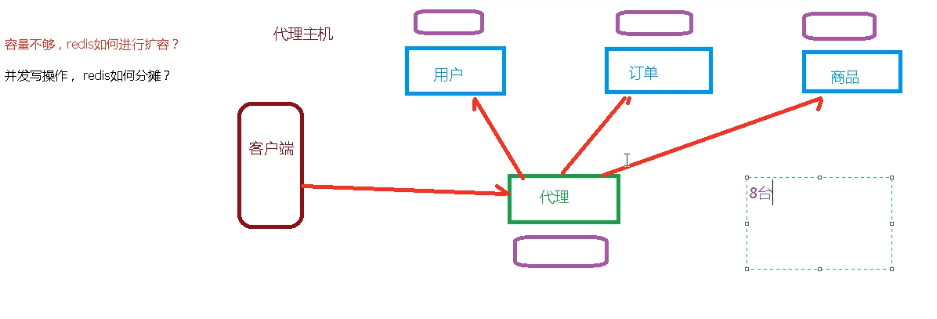 容量不够，redis如何进行扩容？
并发写操作， redis如何分摊？
代理主机
用户
订单
商品
客户端
代理
8台